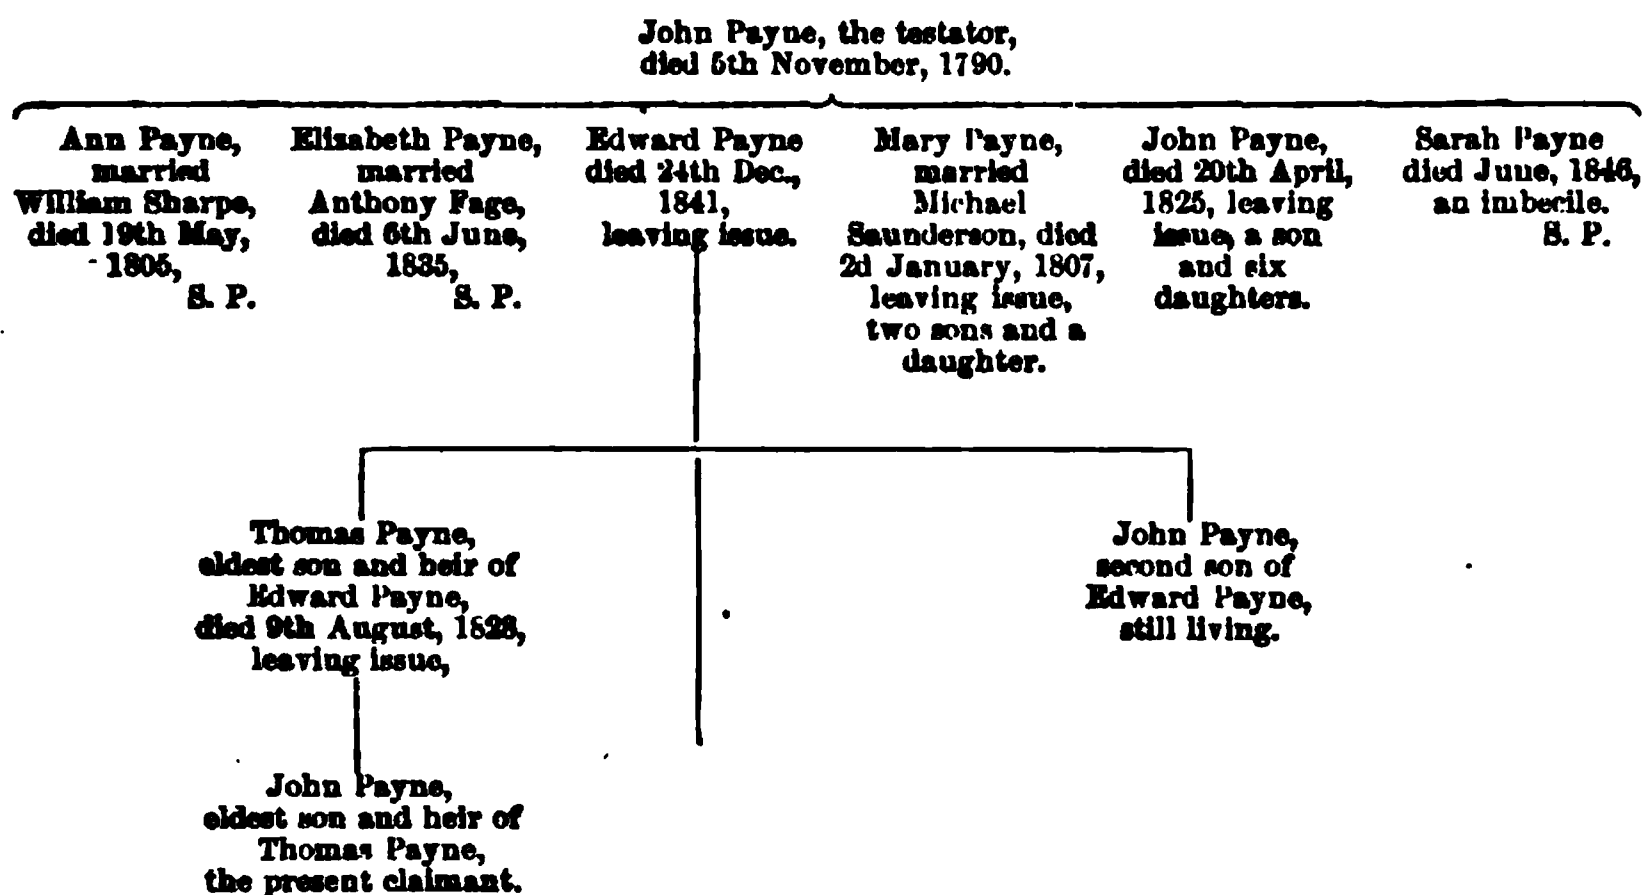 John Payne, the testator,
died 5th November, 1790.
Ann Payne,
married
William Sharpe,
died 19th May,
1805,
S. P.
Elizabeth Payne,
married
Anthony Fage,
died 6th June,
1835,
S. P.
Edward Payne
died 24th Dec.,
1841,
leaving issue.
Mary Payne,
married
Michael
Saunderson, died
2d January, 1807,
leaving issue,
two sons and a
daughter.
John Payne,
died 20th April,
1825, leaving
issue, a son
and six
daughters.
Sarah Payne
died June, 1846,
an imbecile.
S. P.
Thomas Payne,
eldest son and heir of
Edward Payne,
died 9th August, 1828,
leaving issue,
John Payne,
second son of
Edward Payne,
still living.
John Payne,
eldest son and heir of
Thomas Payne,
the present claimant.